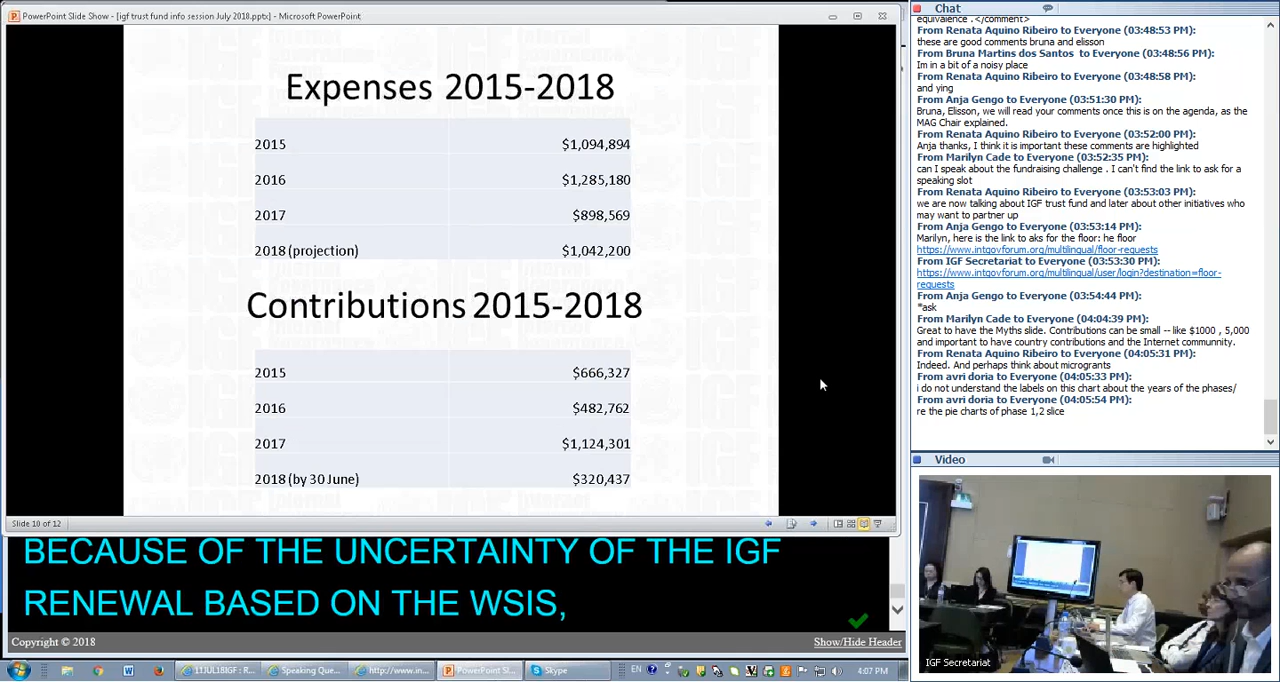 PowerPoint Slide Show - [igf trust fund info session July 2018.pptx] - Microsoft PowerPoint
Expenses 2015-2018
2015 $1,094,894
2016 $1,285,180
2017 $898,569
2018 (projection) $1,042,200
Contributions 2015-2018
2015 $666,327
2016 $482,762
2017 $1,124,301
2018 (by 30 June) $320,437
Slide 10 of 12
BECAUSE OF THE UNCERTAINTY OF THE IGF
RENEWAL BASED ON THE WSIS,
Copyright © 2018
Show/Hide Header
Chat
equivalence .</comment>
From Renata Aquino Ribeiro to Everyone (03:48:53 PM):
these are good comments bruna and elisson
From Bruna Martins dos Santos to Everyone (03:48:56 PM):
Im in a bit of a noisy place
From Renata Aquino Ribeiro to Everyone (03:48:58 PM):
and ying
From Anja Gengo to Everyone (03:51:30 PM):
Bruna, Elisson, we will read your comments once this is on the agenda, as the
MAG Chair explained.
From Renata Aquino Ribeiro to Everyone (03:52:00 PM):
Anja thanks, I think it is important these comments are highlighted
From Marilyn Cade to Everyone (03:52:35 PM):
can I speak about the fundraising challenge . I can't find the link to ask for a
speaking slot
From Renata Aquino Ribeiro to Everyone (03:53:03 PM):
we are now talking about IGF trust fund and later about other initiatives who
may want to partner up
From Anja Gengo to Everyone (03:53:14 PM):
Marilyn, here is the link to aks for the floor: he floor
https://www.intgovforum.org/multilingual/floor-requests
From IGF Secretariat to Everyone (03:53:30 PM):
https://www.intgovforum.org/multilingual/user/login?destination=floor-
requests
From Anja Gengo to Everyone (03:54:44 PM):
*ask
From Marilyn Cade to Everyone (04:04:39 PM):
Great to have the Myths slide. Contributions can be small -- like $1000 , 5,000
and important to have country contributions and the Internet communnity.
From Renata Aquino Ribeiro to Everyone (04:05:31 PM):
Indeed. And perhaps think about microgrants
From avri doria to Everyone (04:05:33 PM):
i do not understand the labels on this chart about the years of the phases/
From avri doria to Everyone (04:05:54 PM):
re the pie charts of phase 1,2 slice
Video
IGF Secretariat
11JUL18IGF : R...
Speaking Que...
http://www.in...
PowerPoint Sl...
Skype
EN
4:07 PM